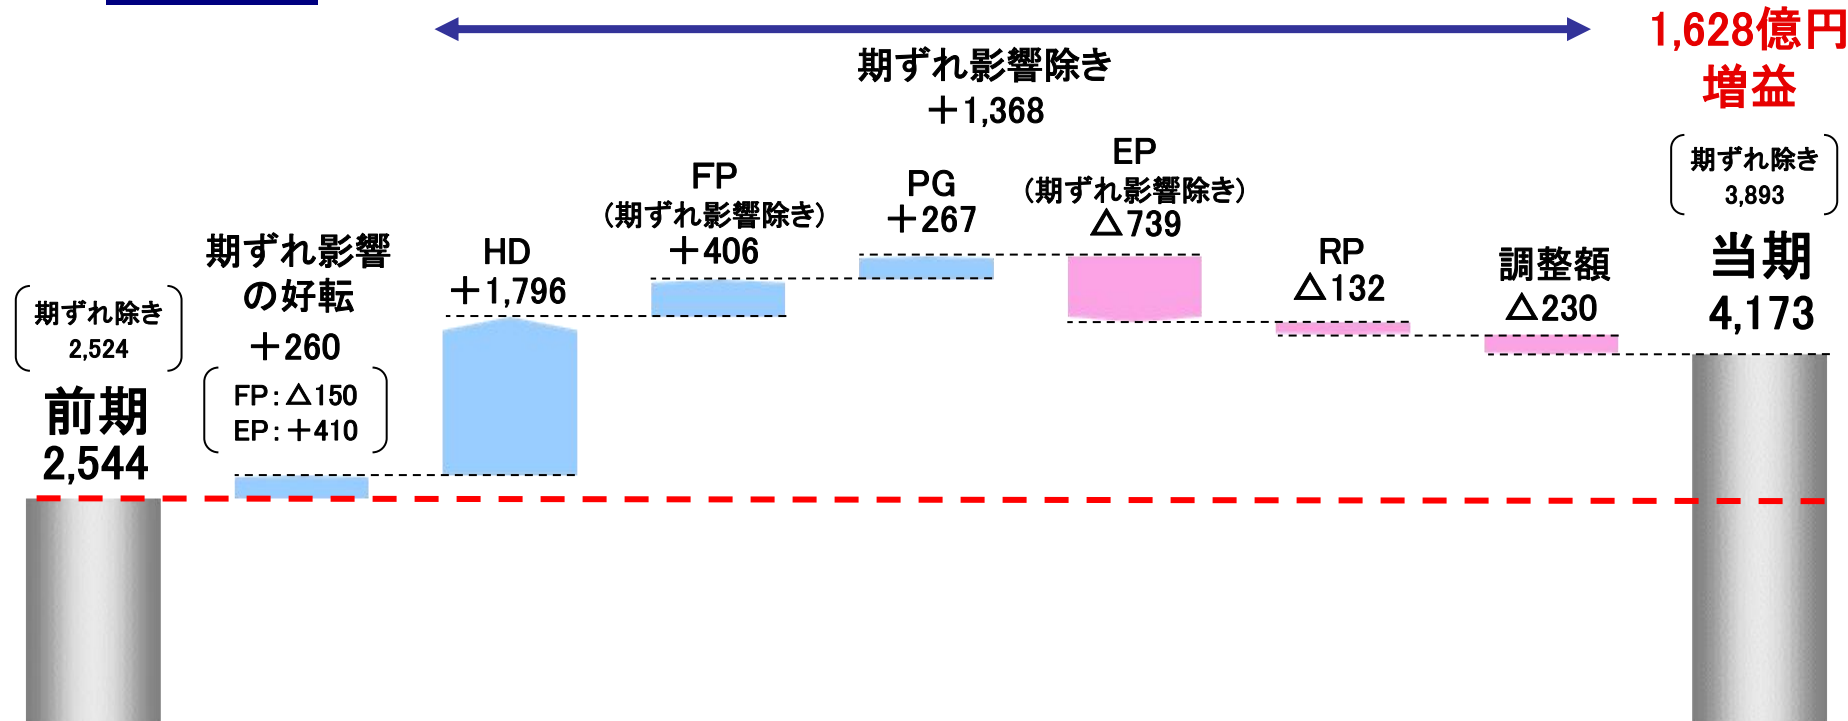 1,628億円
増益
期ずれ影響除き
＋1,368
期ずれ除き
2,524
前期
2,544
期ずれ影響
の好転
＋260
FP：△150
EP：＋410
HD
＋1,796
FP
（期ずれ影響除き）
＋406
PG
＋267
EP
（期ずれ影響除き）
△739
RP
△132
調整額
△230
期ずれ除き
3,893
当期
4,173